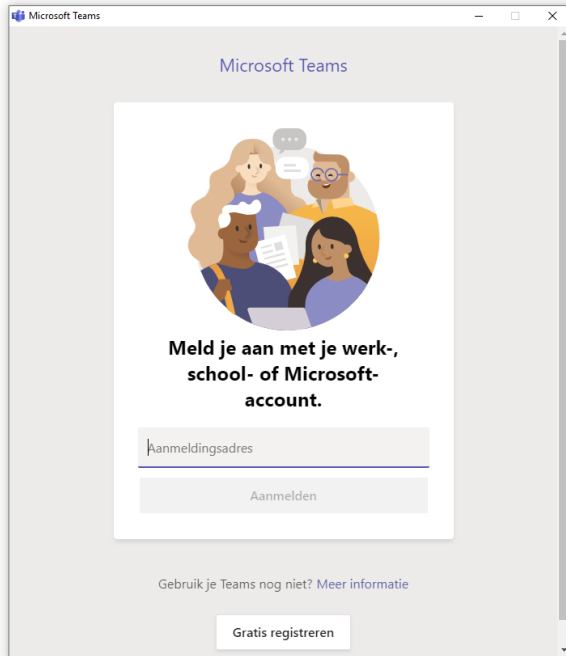 Microsoft Teams
Microsoft Teams
Meld je aan met je werk-,
school- of Microsoft-
account.
Aanmeldingsadres
Aanmelden
Gebruik je Teams nog niet? Meer informatie
Gratis registreren